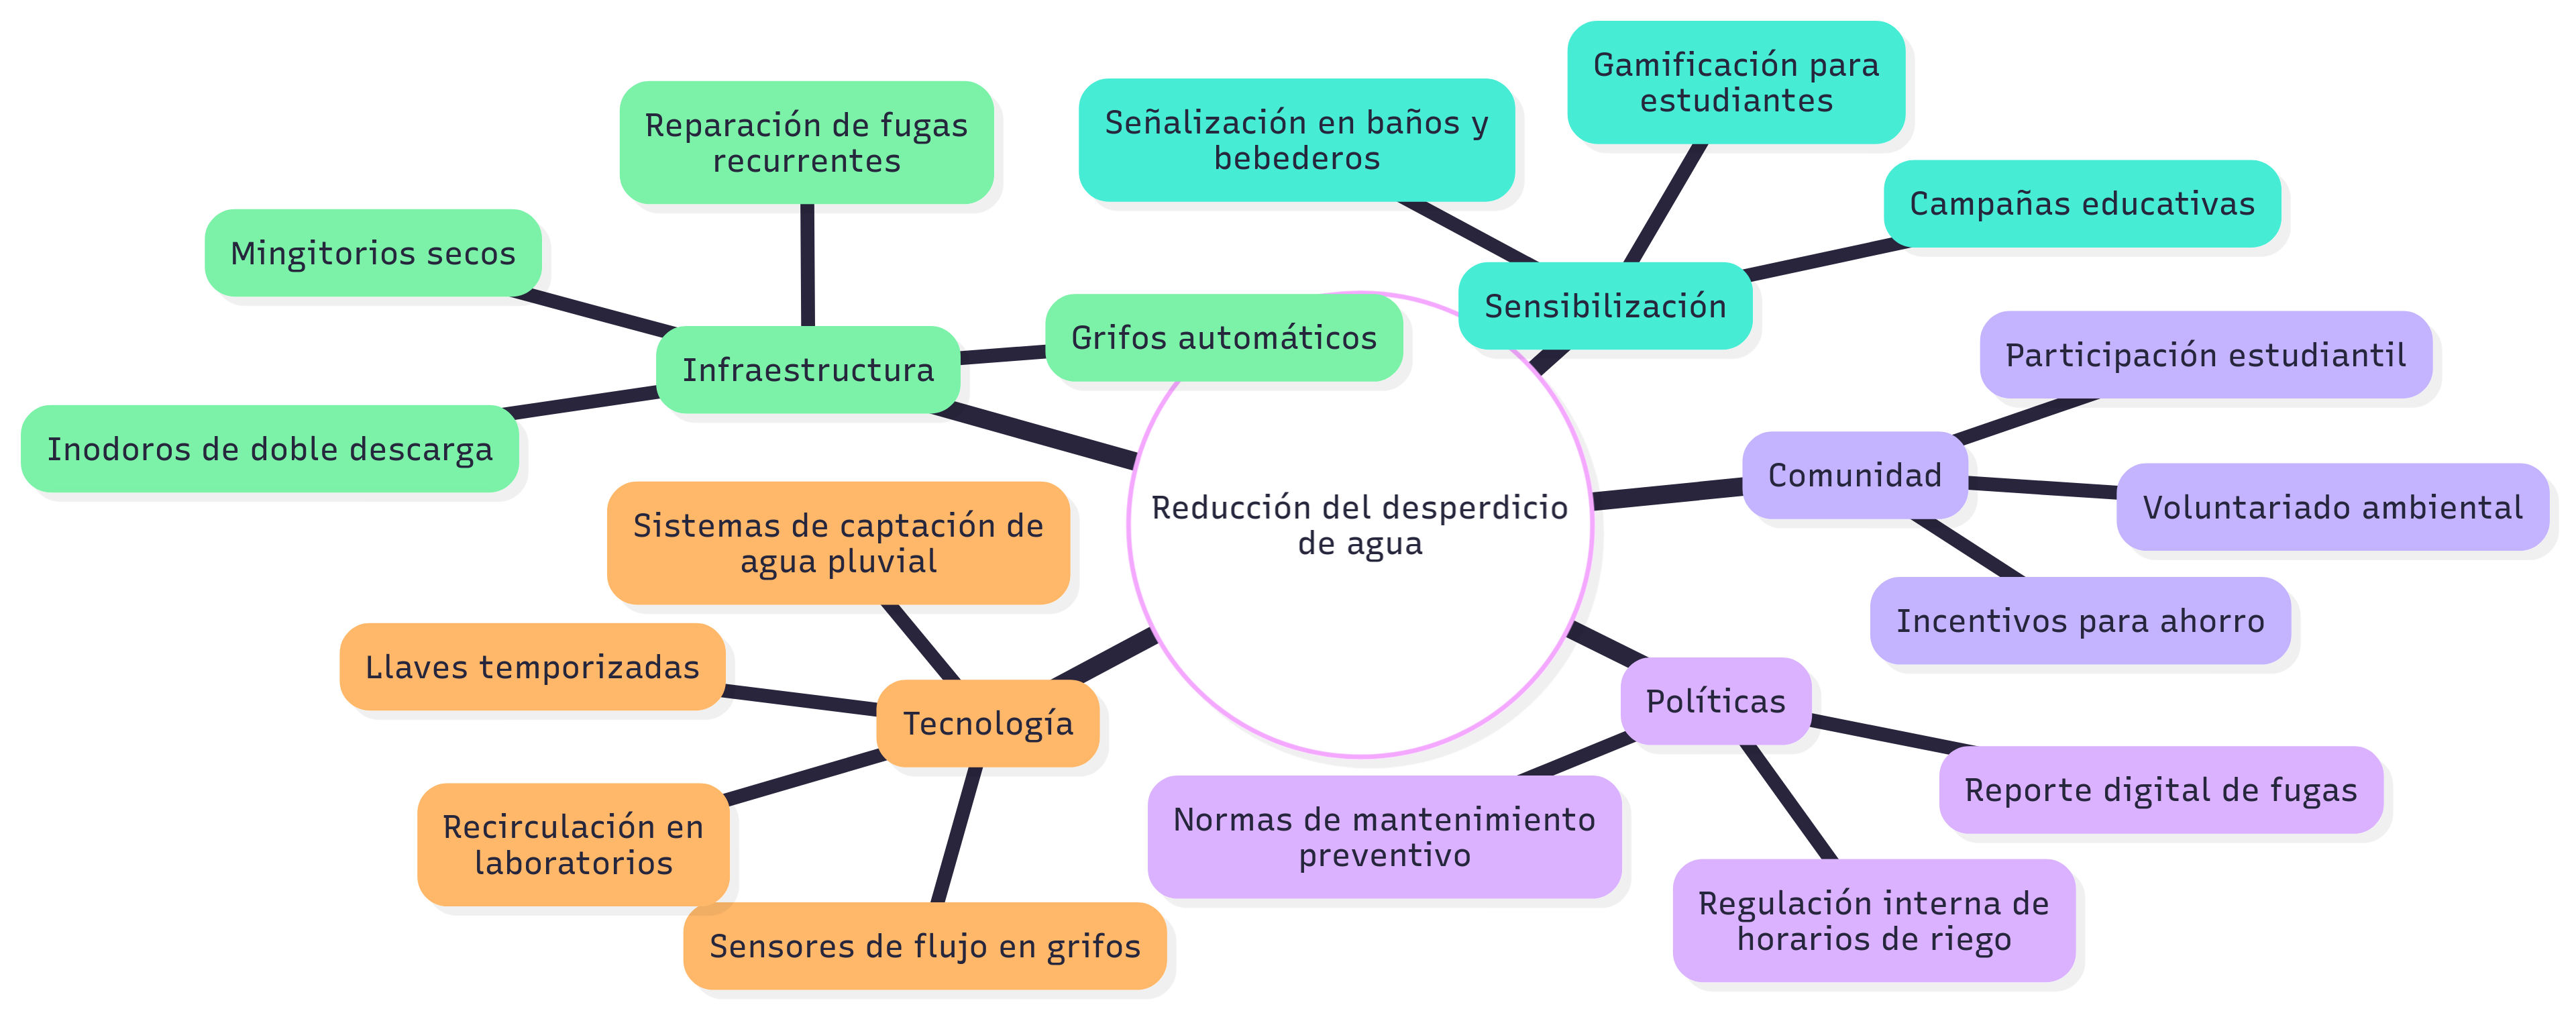 Gamificación para
estudiantes
Señalización en baños y
bebederos
Reparación de fugas
recurrentes
Campañas educativas
Mingitorios secos
Sensibilización
Grifos automáticos
Participación estudiantil
Infraestructura
Inodoros de doble descarga
Comunidad
Voluntariado ambiental
Reducción del desperdicio
de agua
Sistemas de captación de
agua pluvial
Incentivos para ahorro
Llaves temporizadas
Políticas
Tecnología
Reporte digital de fugas
Normas de mantenimiento
preventivo
Recirculación en
laboratorios
Regulación interna de
horarios de riego
Sensores de flujo en grifos